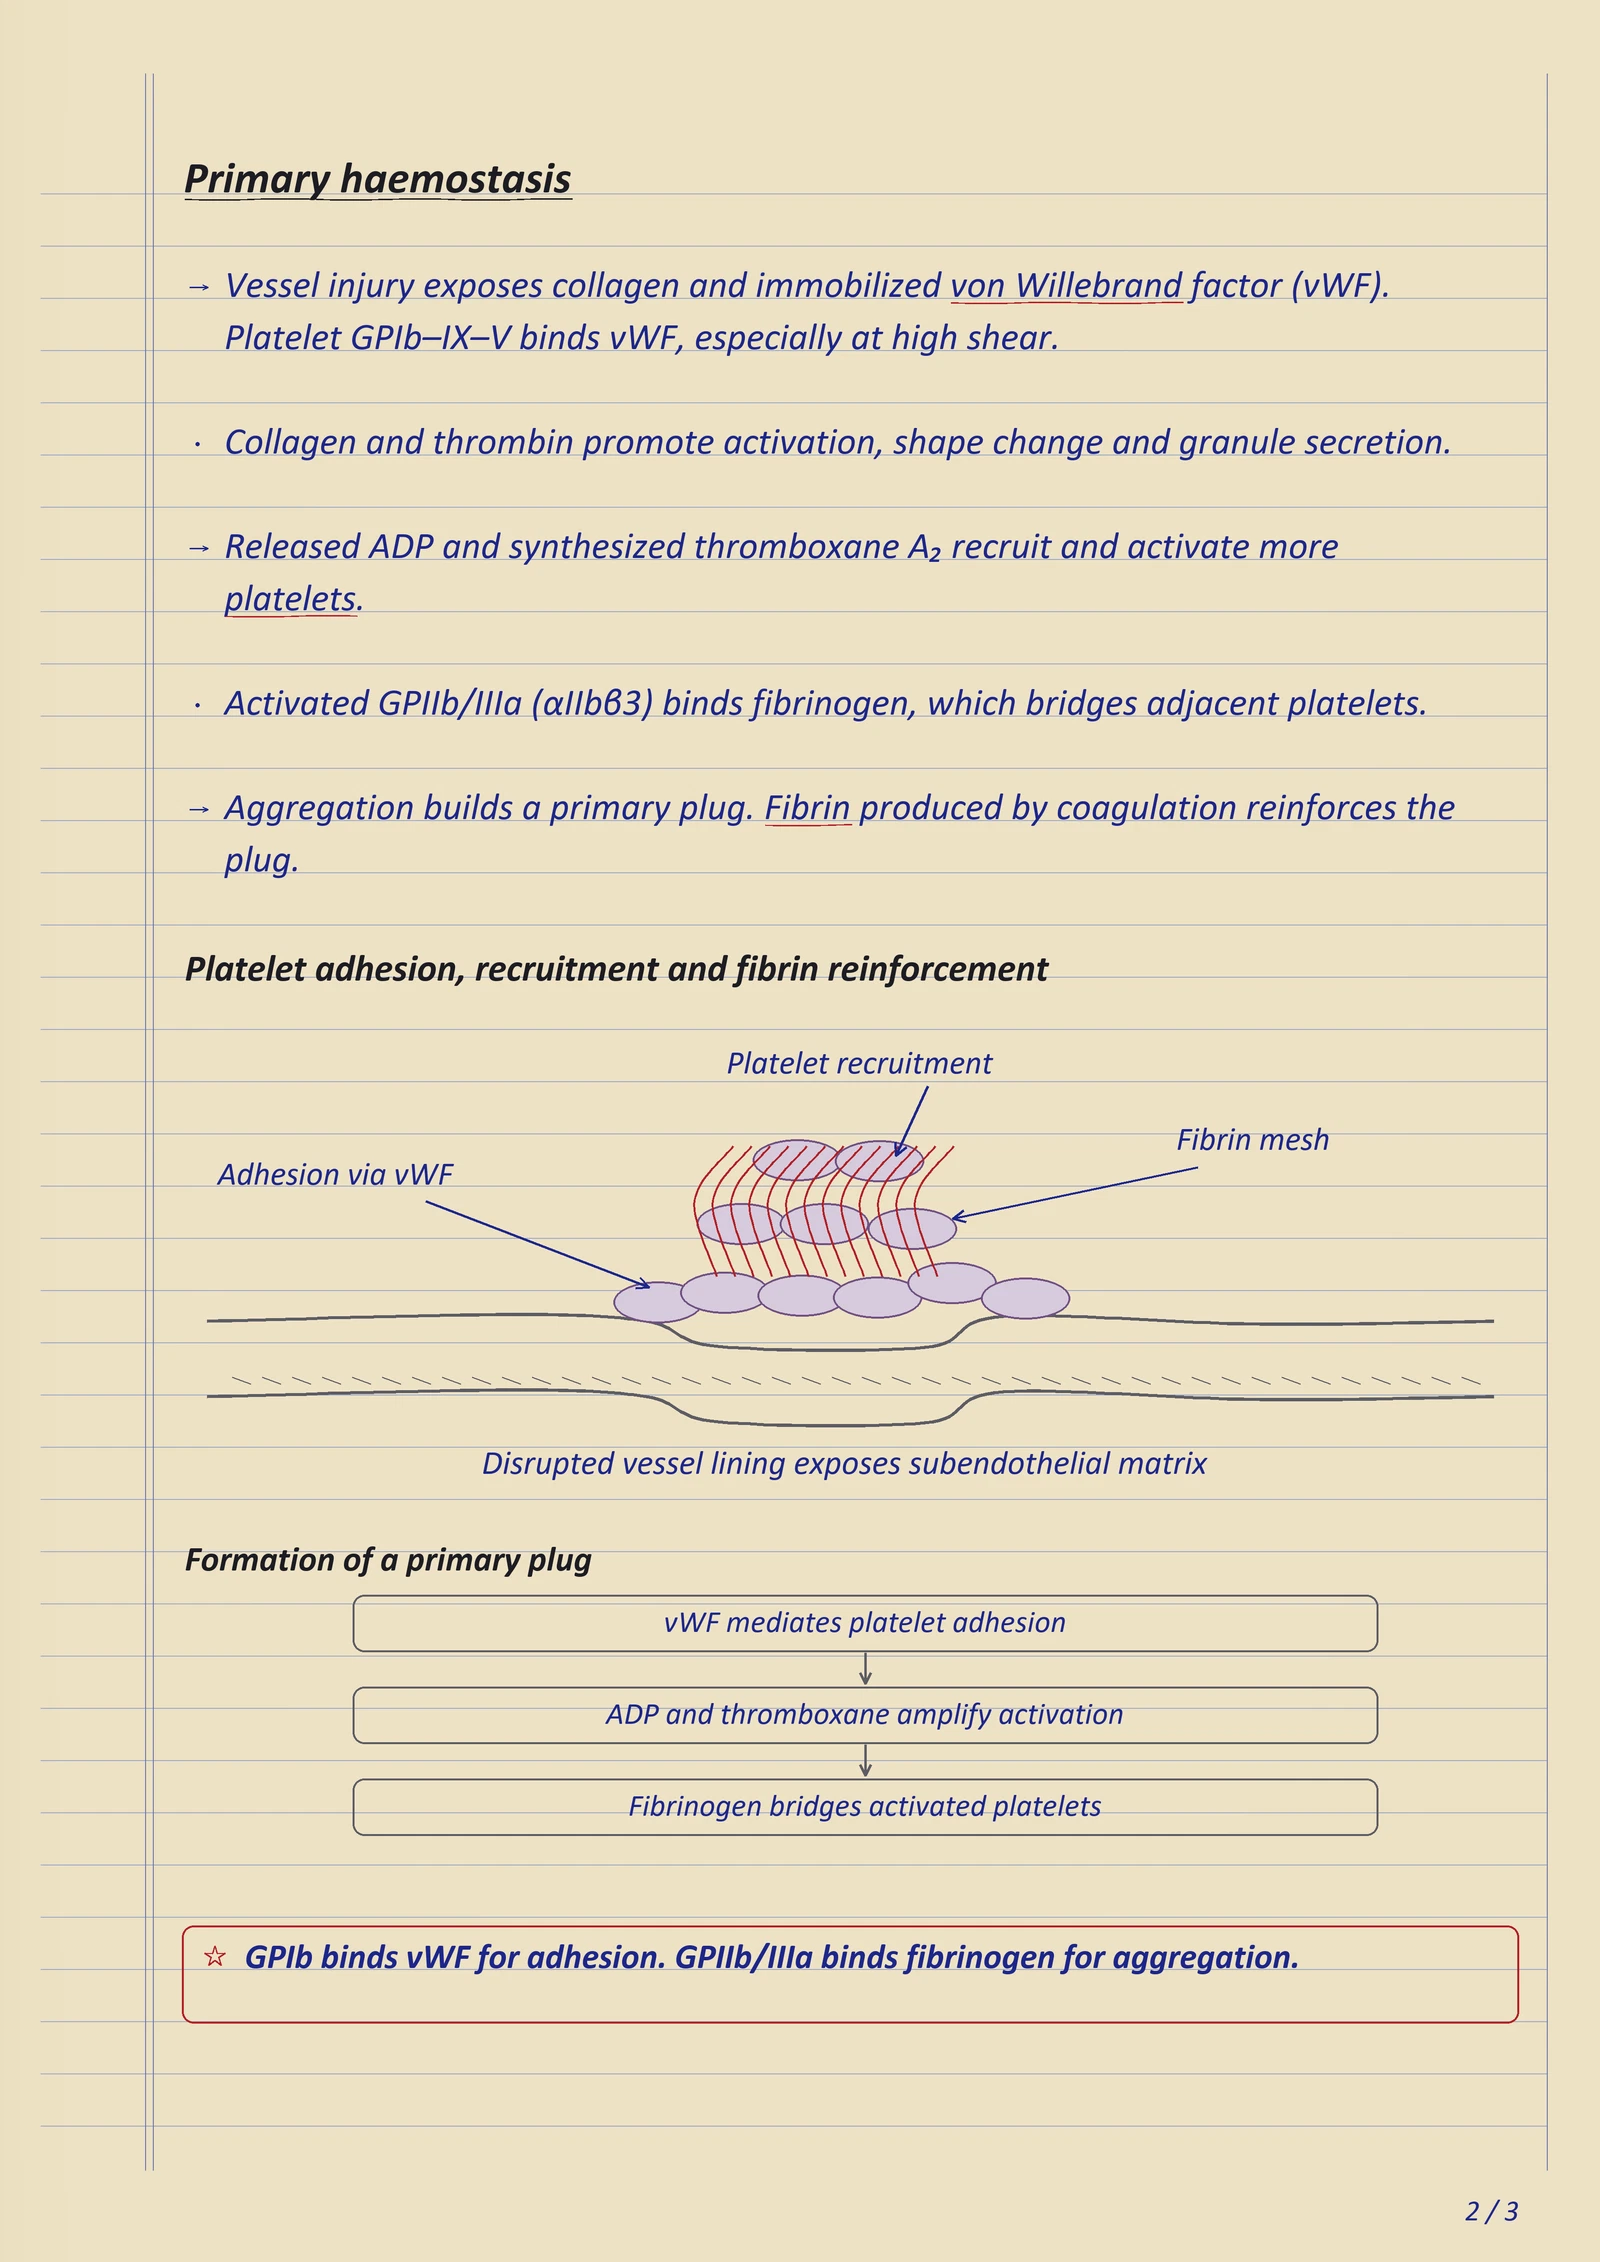 Primary haemostasis
→ Vessel injury exposes collagen and immobilized von Willebrand factor (vWF).
Platelet GPIb–IX–V binds vWF, especially at high shear.
· Collagen and thrombin promote activation, shape change and granule secretion.
→ Released ADP and synthesized thromboxane A₂ recruit and activate more
platelets.
· Activated GPIIb/IIIa (αIIbβ3) binds fibrinogen, which bridges adjacent platelets.
→ Aggregation builds a primary plug. Fibrin produced by coagulation reinforces the
plug.
Platelet adhesion, recruitment and fibrin reinforcement
Platelet recruitment
Fibrin mesh
Adhesion via vWF
Disrupted vessel lining exposes subendothelial matrix
Formation of a primary plug
vWF mediates platelet adhesion
ADP and thromboxane amplify activation
Fibrinogen bridges activated platelets
☆ GPIb binds vWF for adhesion. GPIIb/IIIa binds fibrinogen for aggregation.
2 / 3